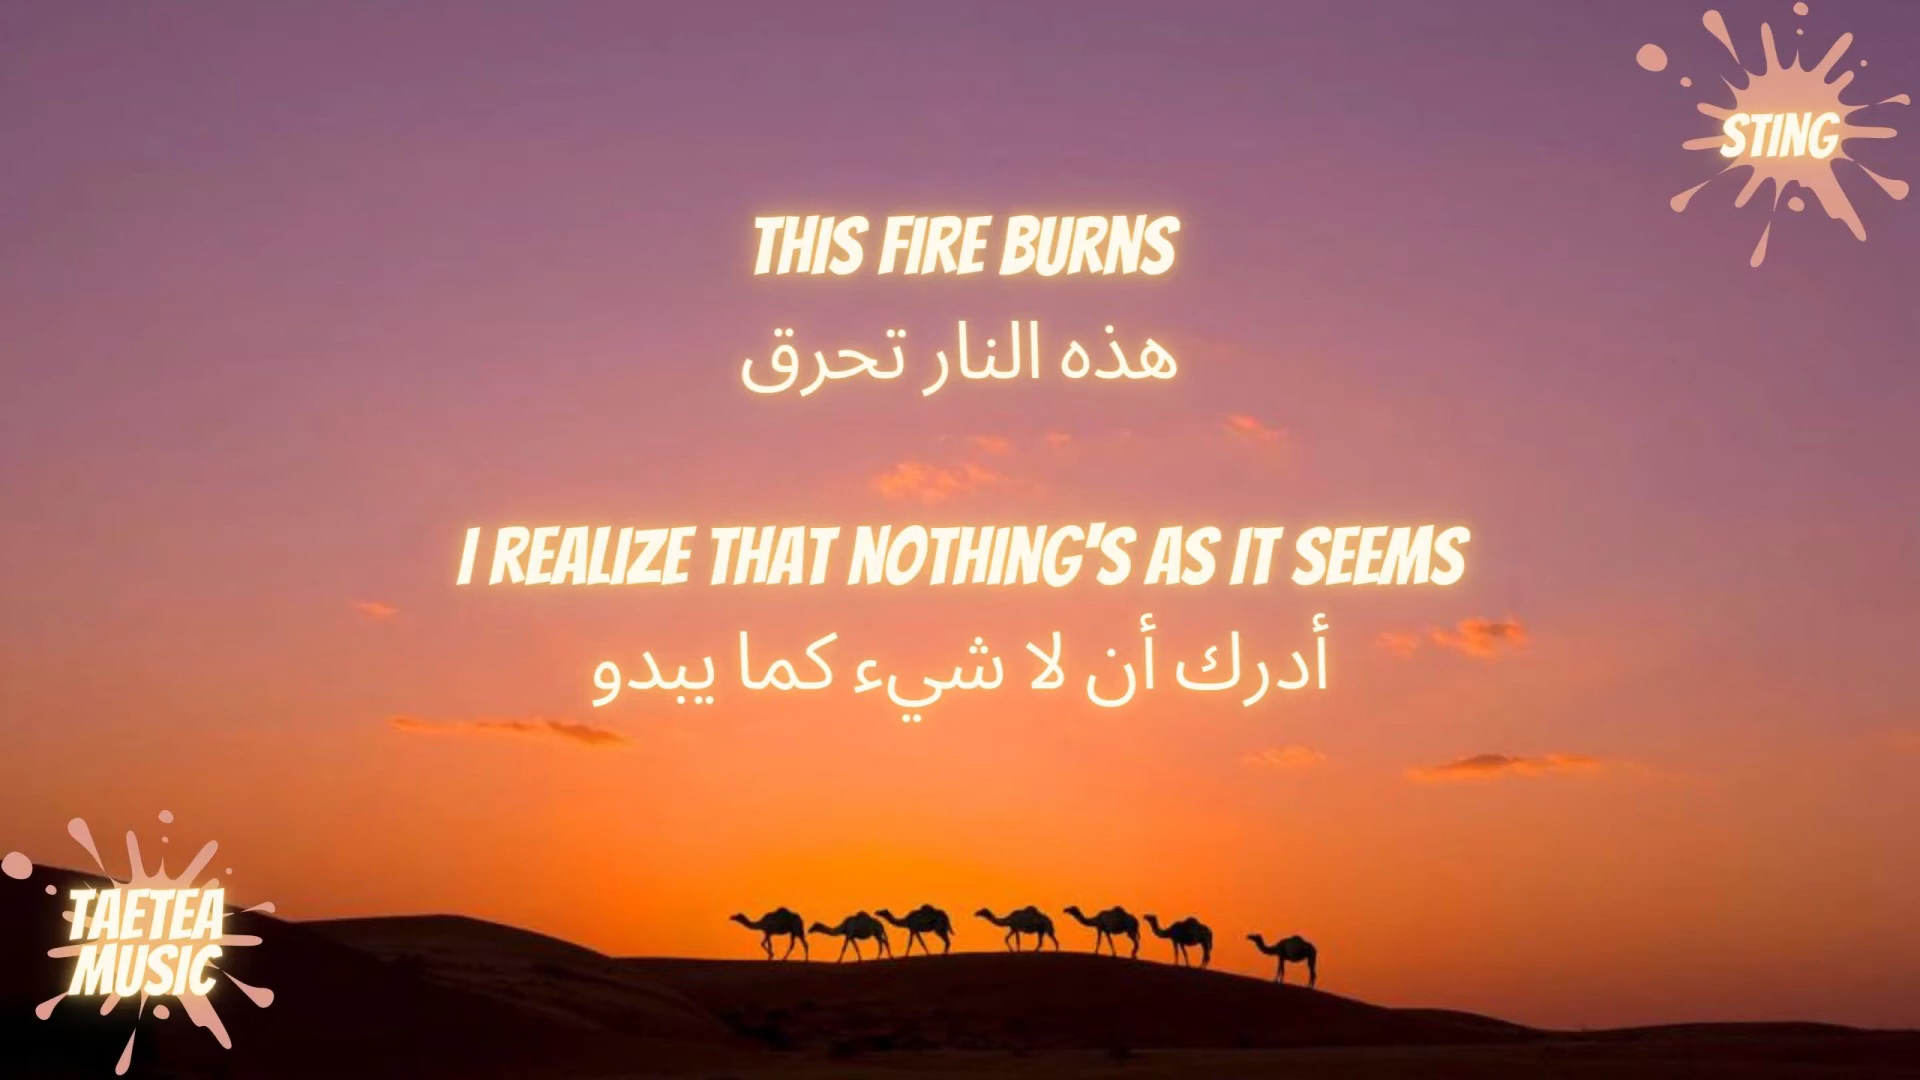 STING
THIS FIRE BURNS
هذه النار تحرق
I REALIZE THAT NOTHING'S AS IT SEEMS
أدرك أن لا شيء كما يبدو
TAETEA
MUSIC